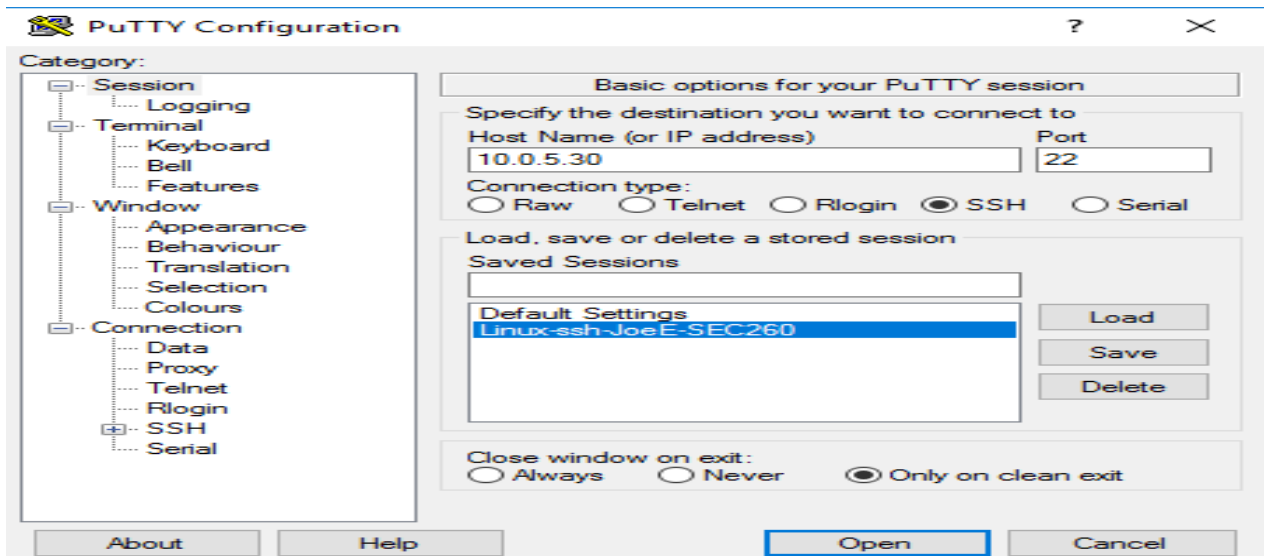 PuTTY Configuration
?
Category:
Session
Logging
Terminal
Keyboard
Bell
Features
Window
Appearance
Behaviour
Translation
Selection
Colours
Connection
Data
Proxy
Telnet
Rlogin
SSH
Serial
Basic options for your PuTTY session
Specify the destination you want to connect to
Host Name (or IP address) Port
10.0.5.30 22
Connection type:
Raw Telnet Rlogin SSH Serial
Load, save or delete a stored session
Saved Sessions
Default Settings
Linux-ssh-JoeE-SEC260
Load
Save
Delete
Close window on exit:
Always Never Only on clean exit
About Help Open Cancel